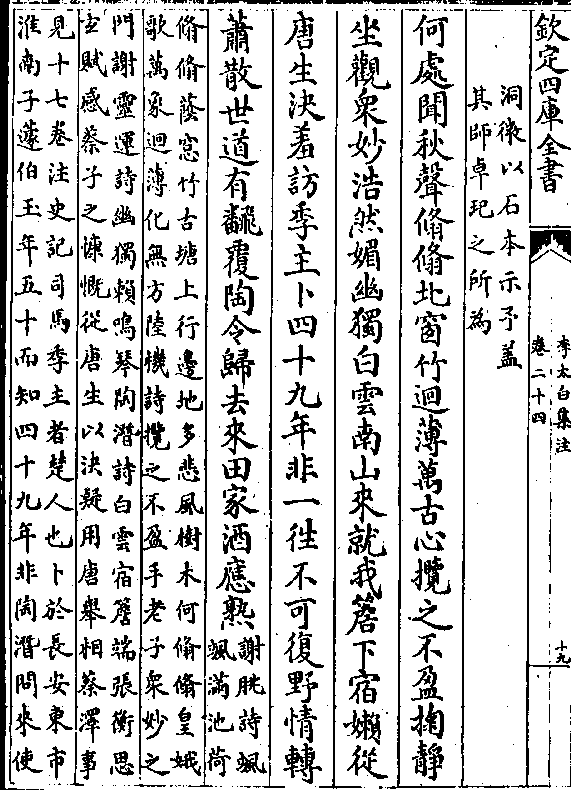 欽定四庫全書
李太白集注
卷二十四
十九
洞微以石本示予蓋
其師卓玘之所為
何處聞秋聲翛翛北窗竹迴薄萬古心攬之不盈掬静
坐觀衆妙浩然媚幽獨白雲南山來就我簷下宿嬾從
唐生決羞訪季主卜四十九年非一徃不可復野情轉
蕭散世道有飜覆陶令歸去來田家酒應熟
謝朓詩颯
颯滿池荷
翛翛蔭窓竹古塘上行邊地多悲風樹木何翛翛皇娥
歌萬象迴薄化無方陸機詩攬之不盈手老子衆妙之
門謝靈運詩幽獨賴鳴琴陶潛詩白雲宿簷端張衡思
𤣥賦感蔡子之慷慨從唐生以決疑用唐舉相蔡澤事
見十七卷注史記司馬季主者楚人也卜於長安東市
淮南子蘧伯玉年五十而知四十九年非陶潛問來使